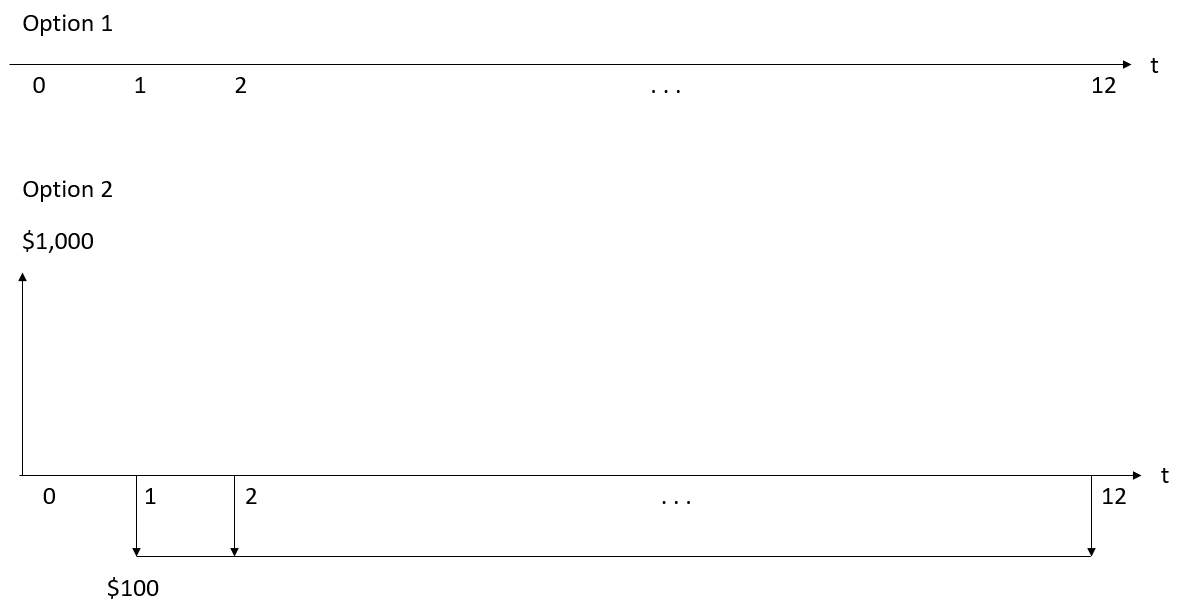 Option 1
t
0 1 2 ... 12
Option 2
$1,000
t
0 1 2 ... 12
$100